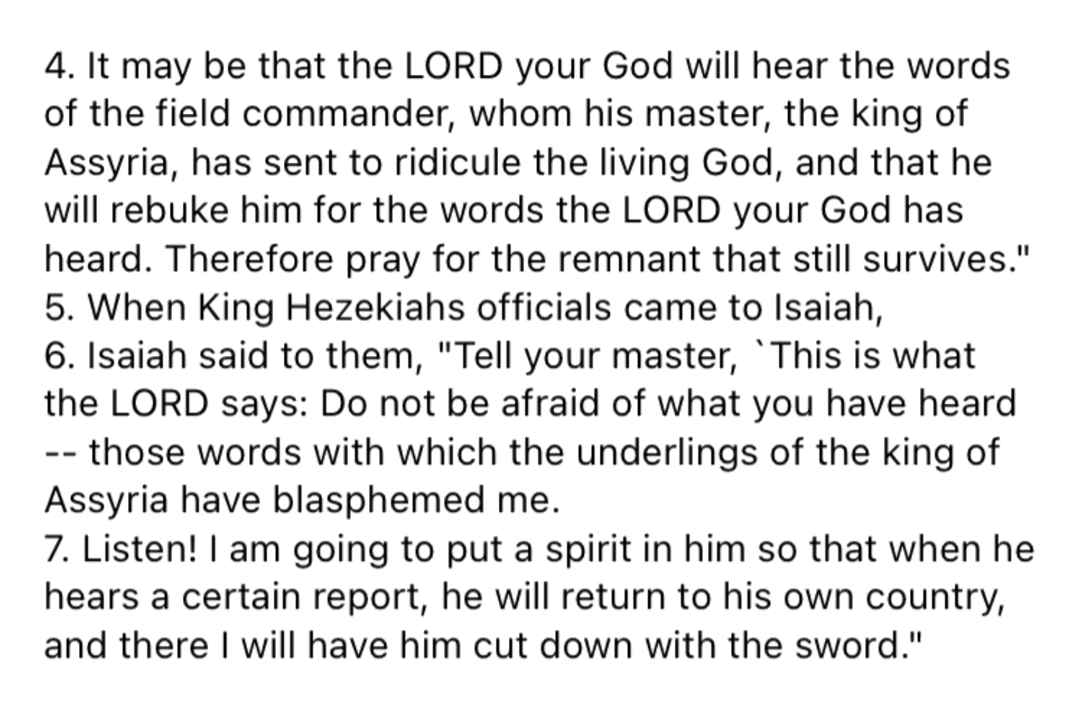 4. It may be that the LORD your God will hear the words
of the field commander, whom his master, the king of
Assyria, has sent to ridicule the living God, and that he
will rebuke him for the words the LORD your God has
heard. Therefore pray for the remnant that still survives."
5. When King Hezekiahs officials came to Isaiah,
6. Isaiah said to them, "Tell your master, `This is what
the LORD says: Do not be afraid of what you have heard
-- those words with which the underlings of the king of
Assyria have blasphemed me.
7. Listen! I am going to put a spirit in him so that when he
hears a certain report, he will return to his own country,
and there I will have him cut down with the sword."